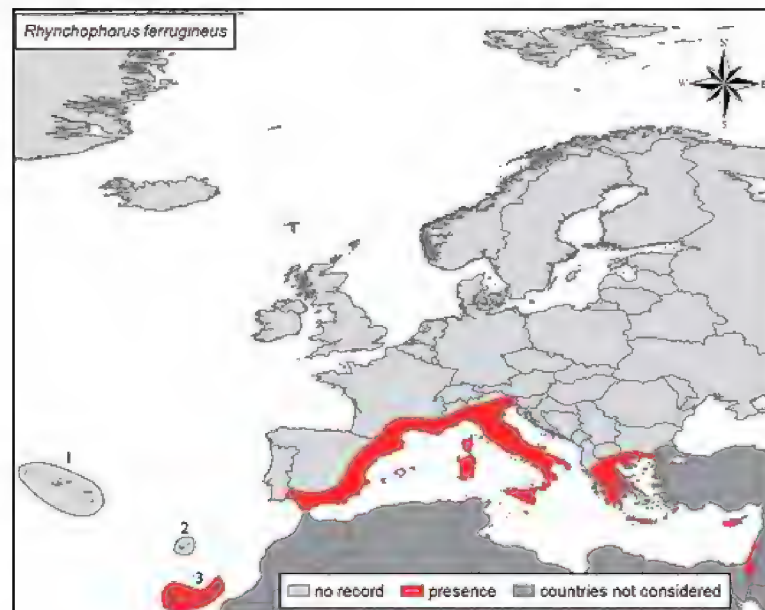 Rhynchophorus ferrugineus
N
W E
S
1
2
3
no record presence countries not considered